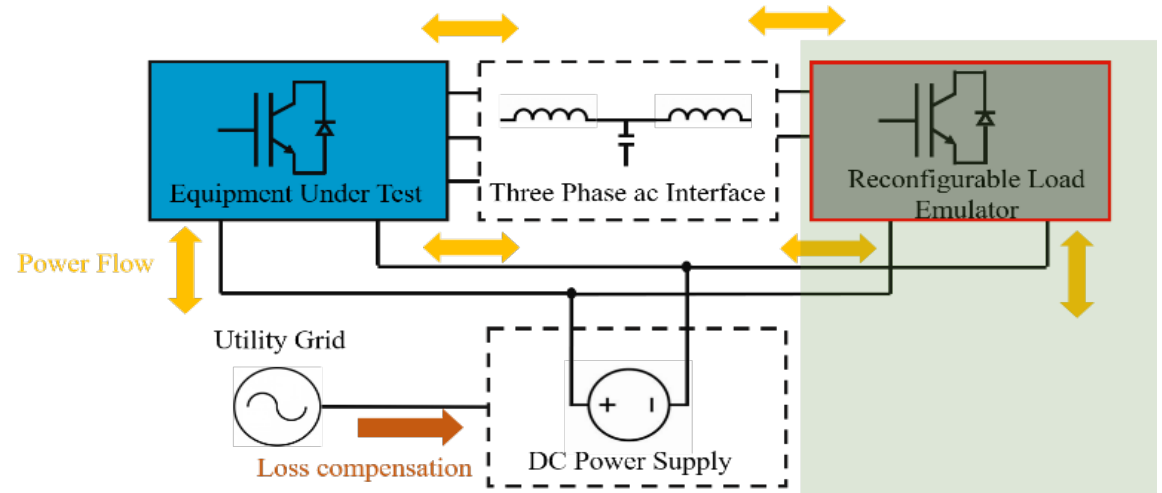 Equipment Under Test
Three Phase ac Interface
Reconfigurable Load
Emulator
Power Flow
Utility Grid
Loss compensation
DC Power Supply